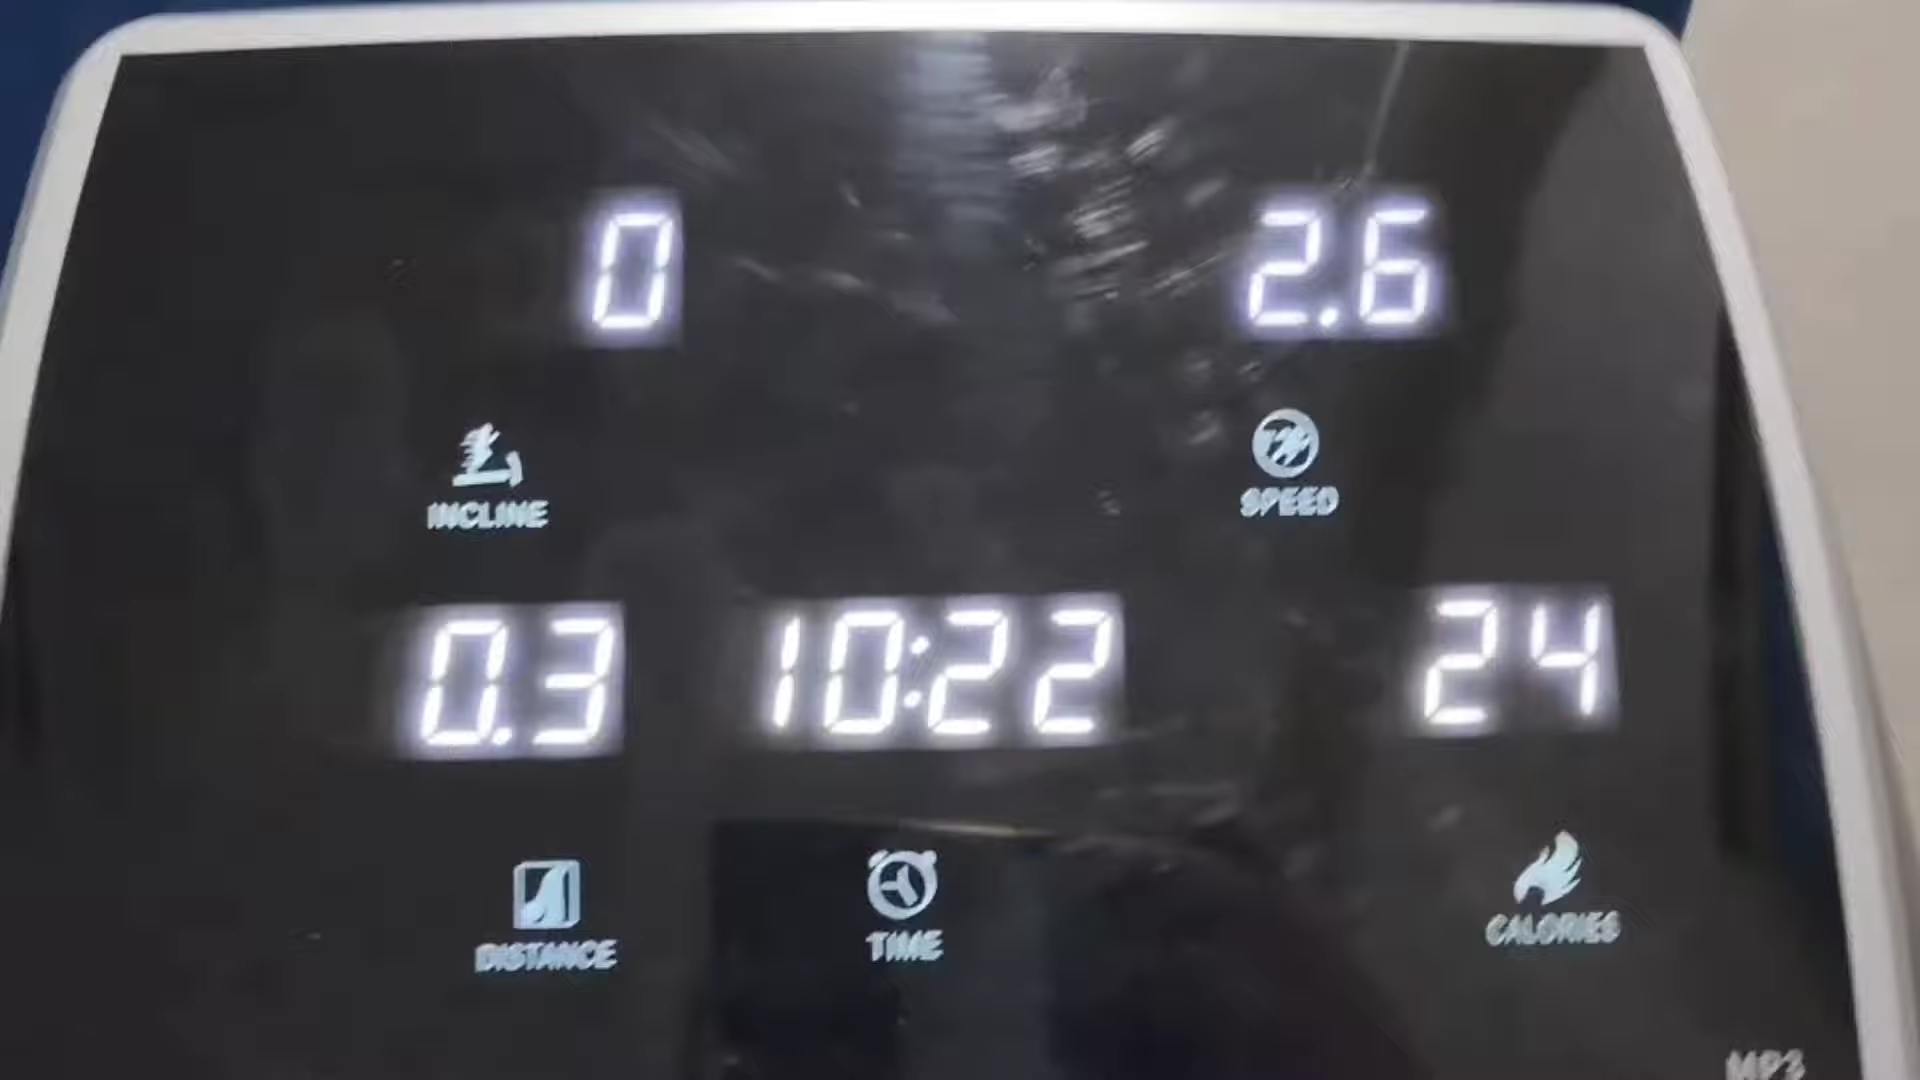 0 2.6
INCLINE SPEED
0.3 10:22 24
DISTANCE TIME CALORIES
MP3